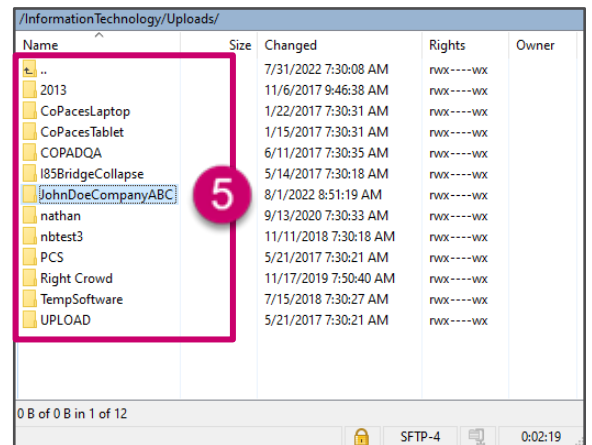 /InformationTechnology/Uploads/
Name Size Changed Rights Owner
.. 7/31/2022 7:30:08 AM rwx----wx
2013 11/6/2017 9:46:38 AM rwx----wx
CoPacesLaptop 1/22/2017 7:30:31 AM rwx----wx
CoPacesTablet 1/15/2017 7:30:31 AM rwx----wx
COPADQA 6/11/2017 7:30:35 AM rwx----wx
I85BridgeCollapse 5/14/2017 7:30:18 AM rwx----wx
JohnDoeCompanyABC 8/1/2022 8:51:19 AM rwx----wx
5
nathan 9/13/2020 7:30:33 AM rwx----wx
nbtest3 11/11/2018 7:30:18 AM rwx----wx
PCS 5/21/2017 7:30:21 AM rwx----wx
Right Crowd 11/17/2019 7:50:40 AM rwx----wx
TempSoftware 7/15/2018 7:30:27 AM rwx----wx
UPLOAD 5/21/2017 7:30:21 AM rwx----wx
0 B of 0 B in 1 of 12
SFTP-4 0:02:19